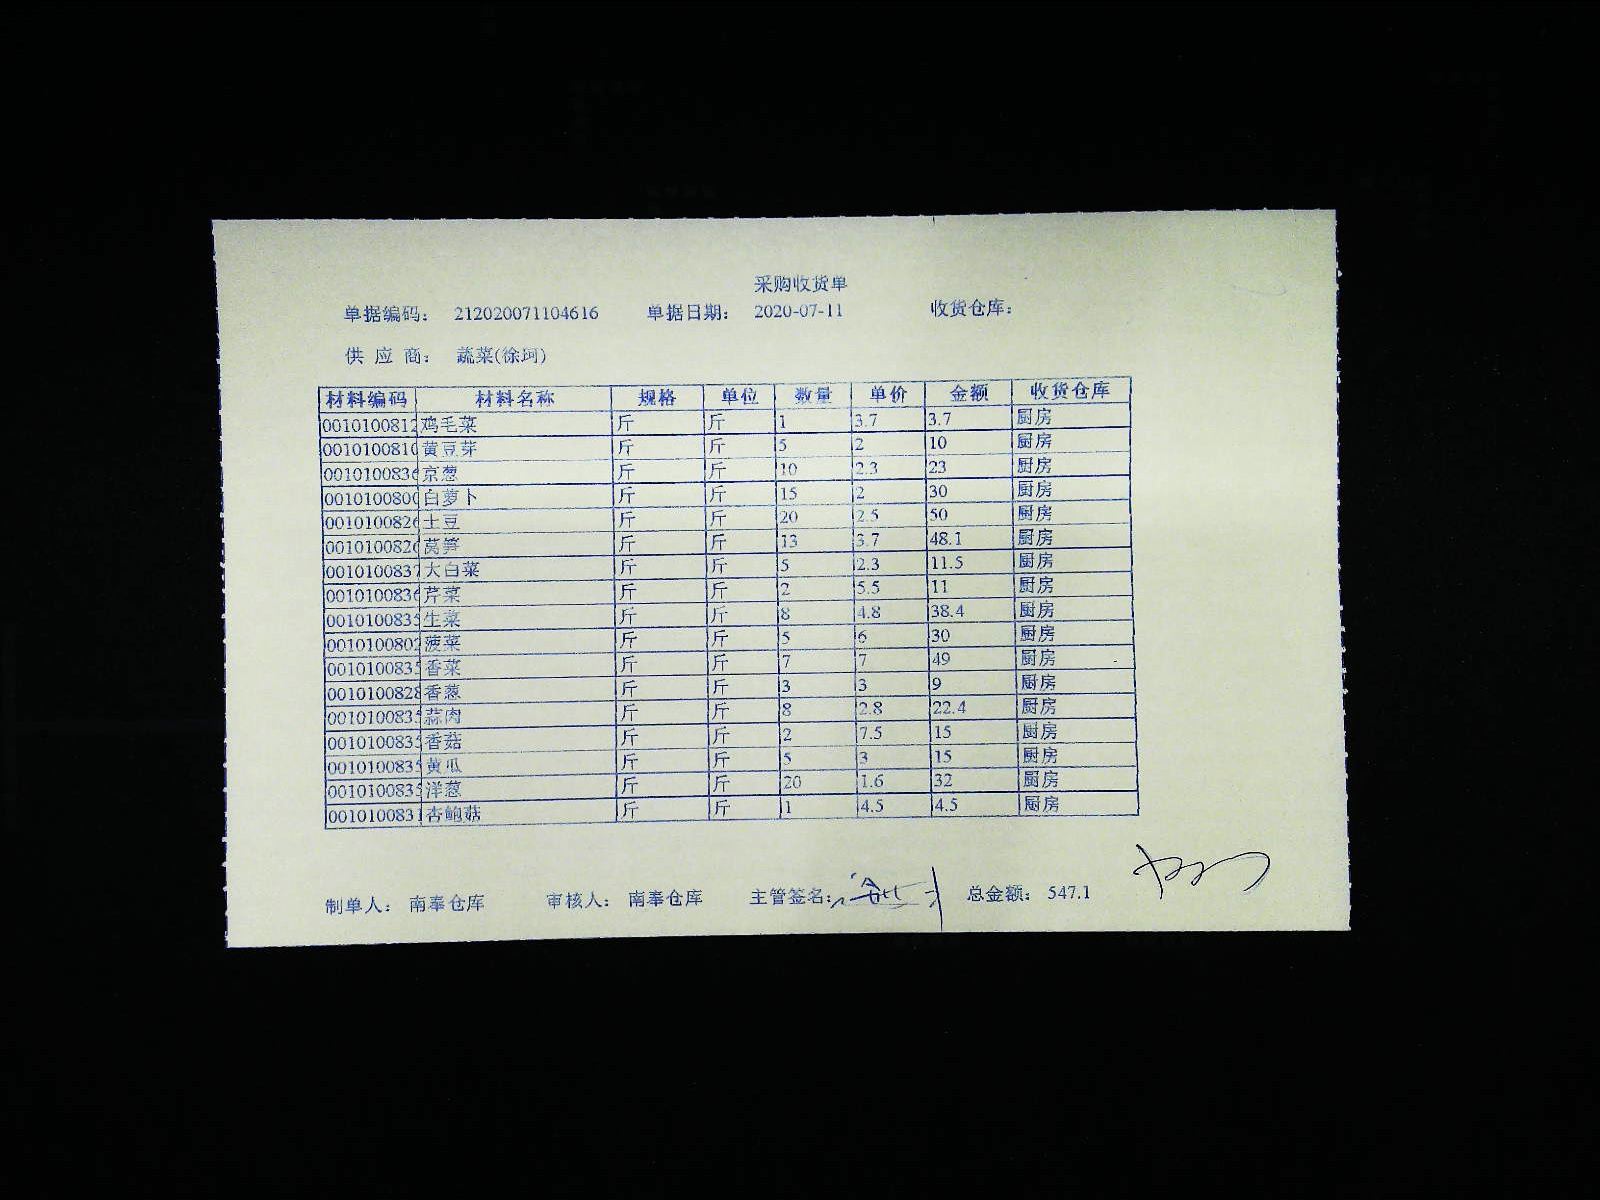 采购收货单
单据编码： 212020071104616 单据日期： 2020-07-11 收货仓库：
供 应 商： 蔬菜(徐珂)
材料编码 材料名称 规格 单位 数量 单价 金额 收货仓库
0010100812 鸡毛菜 斤 斤 1 3.7 3.7 厨房
001010081 黄豆芽 斤 斤 5 2 10 厨房
001010083 京葱 斤 斤 10 2.3 23 厨房
001010080 白萝卜 斤 斤 15 2 30 厨房
001010082 土豆 斤 斤 20 2.5 50 厨房
001010082 莴笋 斤 斤 13 3.7 48.1 厨房
001010083 大白菜 斤 斤 5 2.3 11.5 厨房
001010083 芹菜 斤 斤 2 5.5 11 厨房
001010083 生菜 斤 斤 8 4.8 38.4 厨房
001010080 菠菜 斤 斤 5 6 30 厨房
001010083 香菜 斤 斤 7 7 49 厨房
0010100828 香葱 斤 斤 3 3 9 厨房
001010083 蒜肉 斤 斤 8 2.8 22.4 厨房
001010083 香菇 斤 斤 2 7.5 15 厨房
001010083 黄瓜 斤 斤 5 3 15 厨房
001010083 洋葱 斤 斤 20 1.6 32 厨房
001010083 杏鲍菇 斤 斤 1 4.5 4.5 厨房
制单人： 南奉仓库 审核人： 南奉仓库 主管签名： 总金额： 547.1